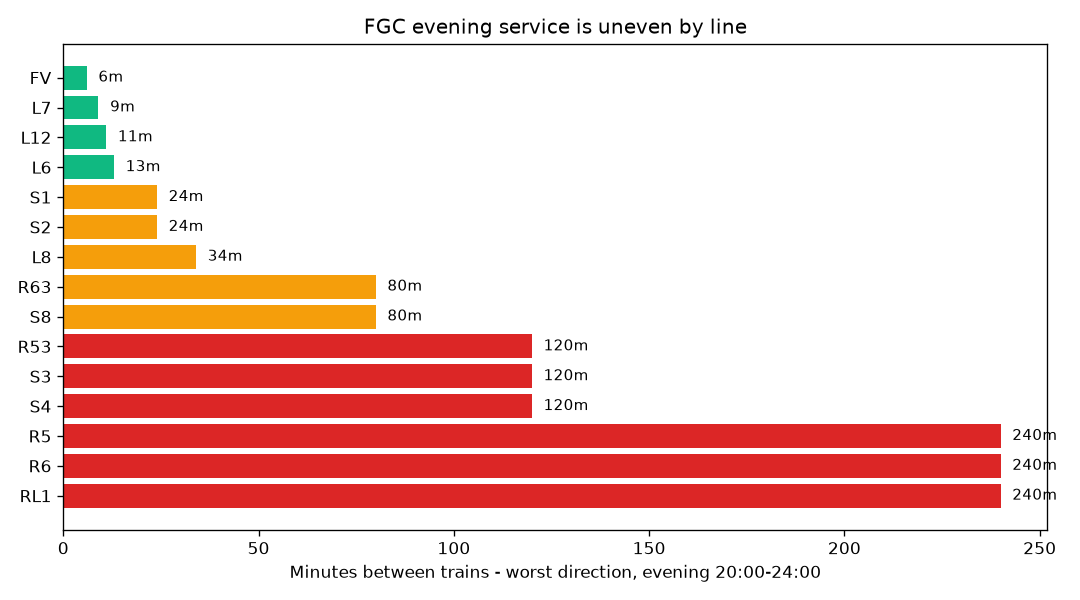 FGC evening service is uneven by line
FV 6m
L7 9m
L12 11m
L6 13m
S1 24m
S2 24m
L8 34m
R63 80m
S8 80m
R53 120m
S3 120m
S4 120m
R5 240m
R6 240m
RL1 240m
0 50 100 150 200 250
Minutes between trains - worst direction, evening 20:00-24:00